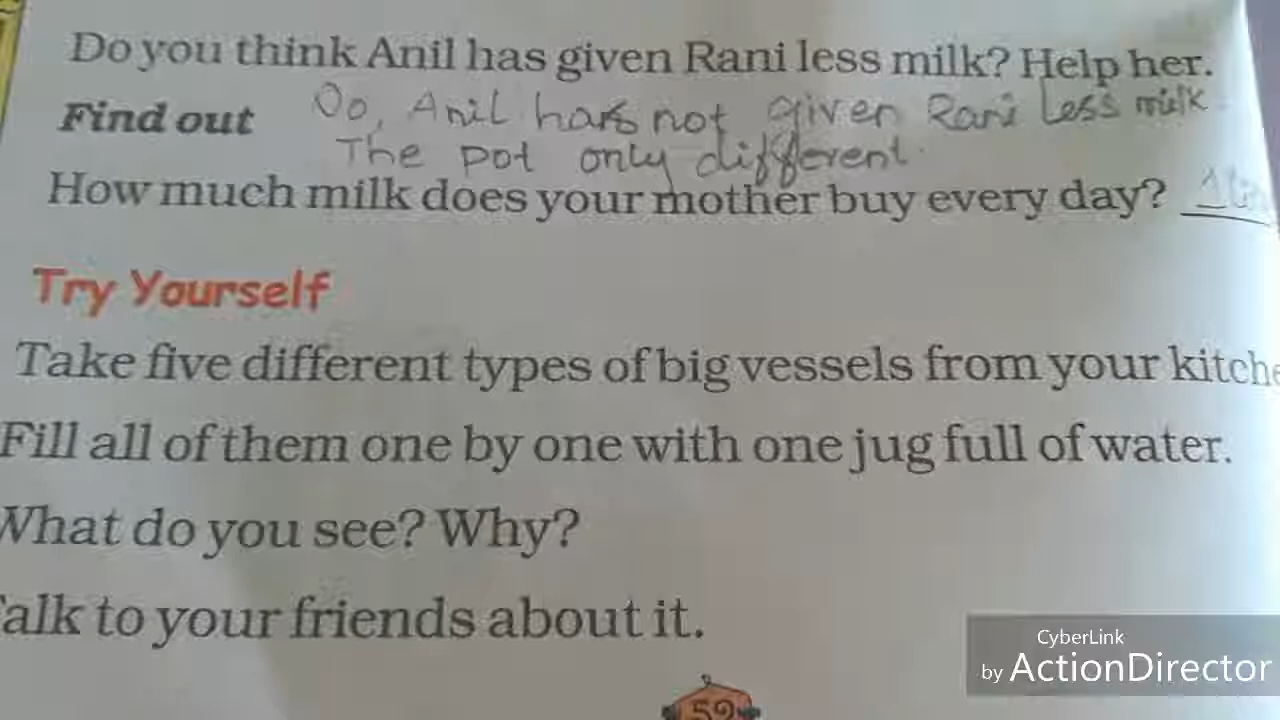 Do you think Anil has given Rani less milk? Help her.
Find out
Oo, Anil has not given Rani Less milk
The pot only different.
How much milk does your mother buy every day?
Try Yourself
Take five different types of big vessels from your kitche
Fill all of them one by one with one jug full of water.
What do you see? Why?
alk to your friends about it.
59
CyberLink
by ActionDirector